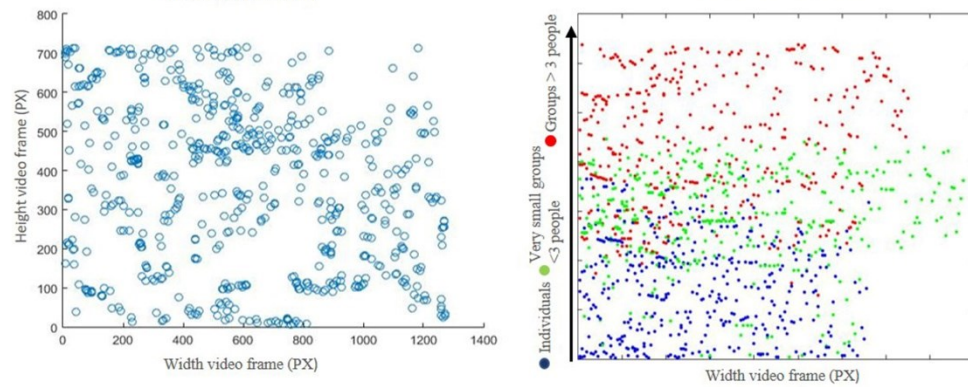 800
700
600
500
400
300
200
100
0
Height video frame (PX)
0 200 400 600 800 1000 1200 1400
Width video frame (PX)
Individuals
Very small groups
<3 people
Groups > 3 people
Width video frame (PX)